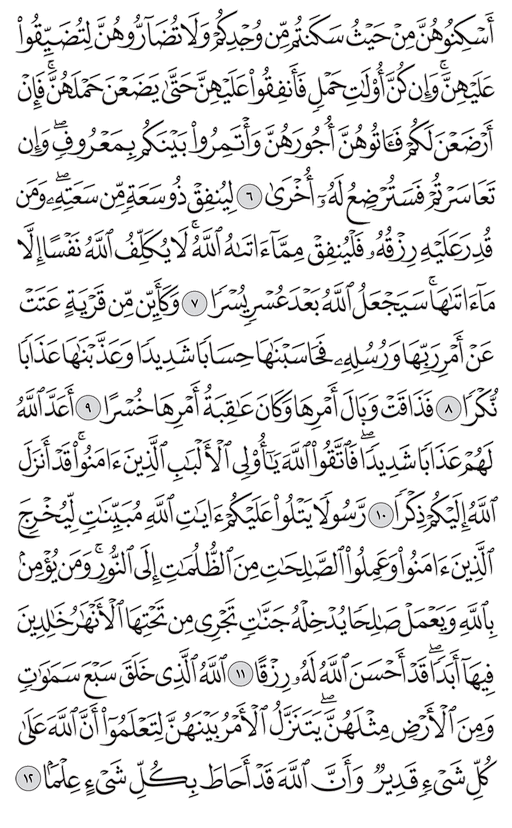 أَسْكِنُوهُنَّ مِنْ حَيْثُ سَكَنتُم مِّن وُجْدِكُمْ وَلَا تُضَآرُّوهُنَّ لِتُضَيِّقُوا۟
عَلَيْهِنَّ ۚ وَإِن كُنَّ أُو۟لَـٰتِ حَمْلٍ فَأَنفِقُوا۟ عَلَيْهِنَّ حَتَّىٰ يَضَعْنَ حَمْلَهُنَّ ۚ فَإِنْ
أَرْضَعْنَ لَكُمْ فَـَٔاتُوهُنَّ أُجُورَهُنَّ ۖ وَأْتَمِرُوا۟ بَيْنَكُم بِمَعْرُوفٍ ۖ وَإِن
تَعَاسَرْتُمْ فَسَتُرْضِعُ لَهُۥٓ أُخْرَىٰ ٦ لِيُنفِقْ ذُو سَعَةٍ مِّن سَعَتِهِۦ ۖ وَمَن
قُدِرَ عَلَيْهِ رِزْقُهُۥ فَلْيُنفِقْ مِمَّآ ءَاتَىٰهُ ٱللَّهُ ۚ لَا يُكَلِّفُ ٱللَّهُ نَفْسًا إِلَّا
مَآ ءَاتَىٰهَا ۚ سَيَجْعَلُ ٱللَّهُ بَعْدَ عُسْرٍ يُسْرًا ٧ وَكَأَيِّن مِّن قَرْيَةٍ عَتَتْ
عَنْ أَمْرِ رَبِّهَا وَرُسُلِهِۦ فَحَاسَبْنَـٰهَا حِسَابًا شَدِيدًا وَعَذَّبْنَـٰهَا عَذَابًا
نُّكْرًا ٨ فَذَاقَتْ وَبَالَ أَمْرِهَا وَكَانَ عَـٰقِبَةُ أَمْرِهَا خُسْرًا ٩ أَعَدَّ ٱللَّهُ
لَهُمْ عَذَابًا شَدِيدًا ۖ فَٱتَّقُوا۟ ٱللَّهَ يَـٰٓأُو۟لِى ٱلْأَلْبَـٰبِ ٱلَّذِينَ ءَامَنُوا۟ ۚ قَدْ أَنزَلَ
ٱللَّهُ إِلَيْكُمْ ذِكْرًا ١٠ رَّسُولًا يَتْلُوا۟ عَلَيْكُمْ ءَايَـٰتِ ٱللَّهِ مُبَيِّنَـٰتٍ لِّيُخْرِجَ
ٱلَّذِينَ ءَامَنُوا۟ وَعَمِلُوا۟ ٱلصَّـٰلِحَـٰتِ مِنَ ٱلظُّلُمَـٰتِ إِلَى ٱلنُّورِ ۚ وَمَن يُؤْمِنۢ
بِٱللَّهِ وَيَعْمَلْ صَـٰلِحًا يُدْخِلْهُ جَنَّـٰتٍ تَجْرِى مِن تَحْتِهَا ٱلْأَنْهَـٰرُ خَـٰلِدِينَ
فِيهَآ أَبَدًا ۖ قَدْ أَحْسَنَ ٱللَّهُ لَهُۥ رِزْقًا ١١ ٱللَّهُ ٱلَّذِى خَلَقَ سَبْعَ سَمَـٰوَٰتٍ
وَمِنَ ٱلْأَرْضِ مِثْلَهُنَّ ۖ يَتَنَزَّلُ ٱلْأَمْرُ بَيْنَهُنَّ لِتَعْلَمُوٓا۟ أَنَّ ٱللَّهَ عَلَىٰ
كُلِّ شَىْءٍ قَدِيرٌ وَأَنَّ ٱللَّهَ قَدْ أَحَاطَ بِكُلِّ شَىْءٍ عِلْمًۢا ١٢